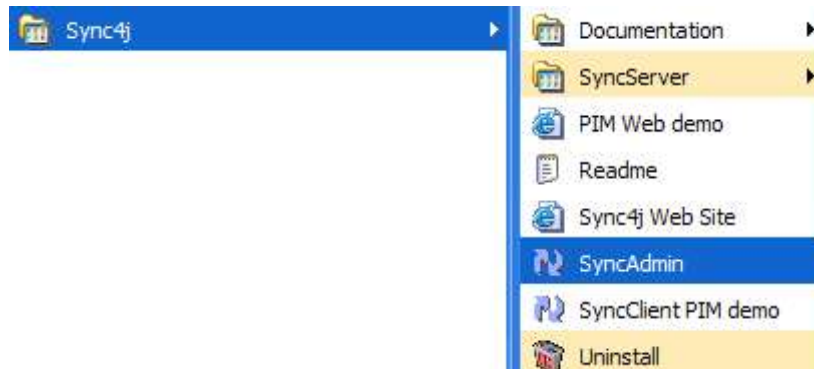 Sync4j
Documentation
SyncServer
PIM Web demo
Readme
Sync4j Web Site
SyncAdmin
SyncClient PIM demo
Uninstall